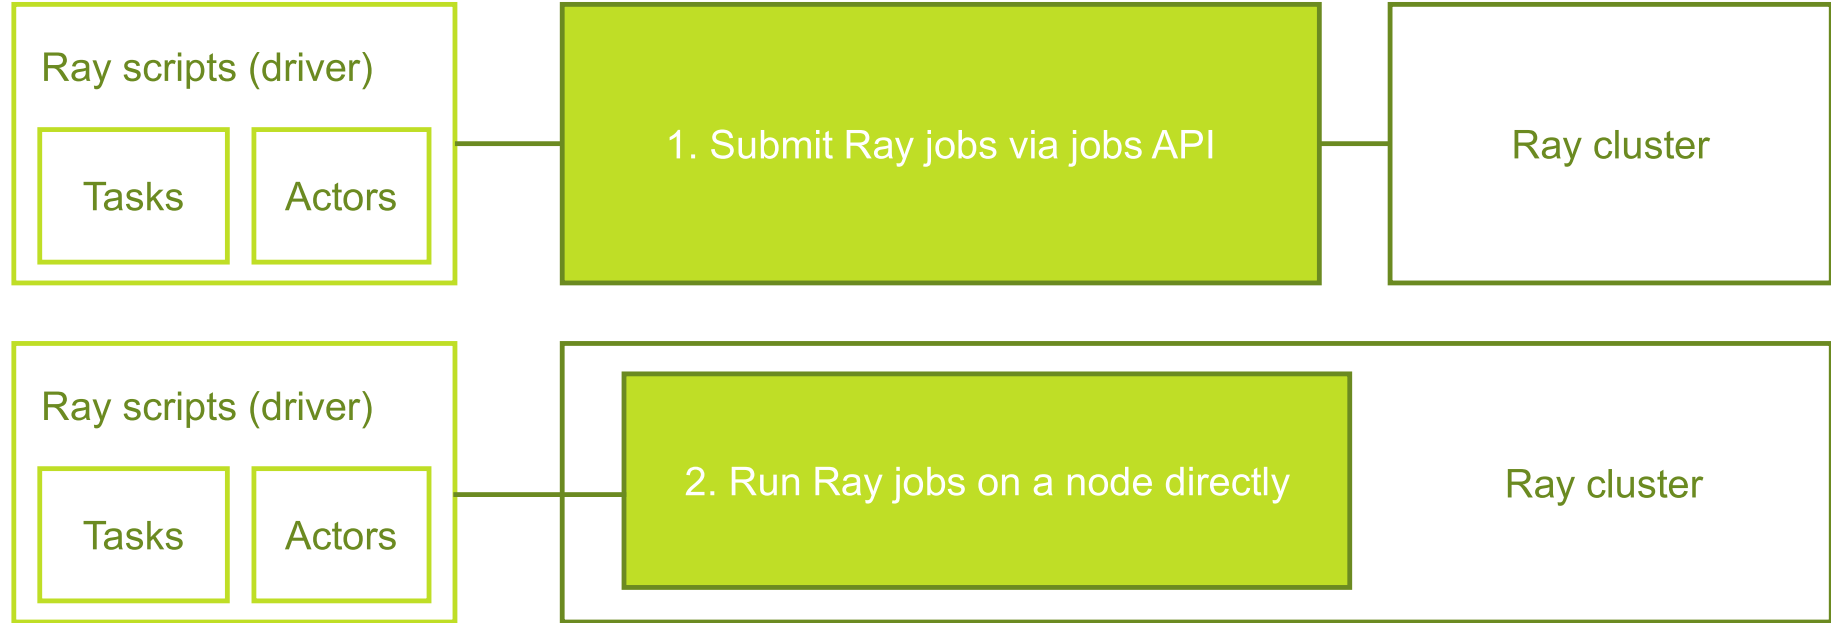 Ray scripts (driver)
Tasks
Actors
1. Submit Ray jobs via jobs API
Ray cluster
Ray scripts (driver)
Tasks
Actors
2. Run Ray jobs on a node directly
Ray cluster